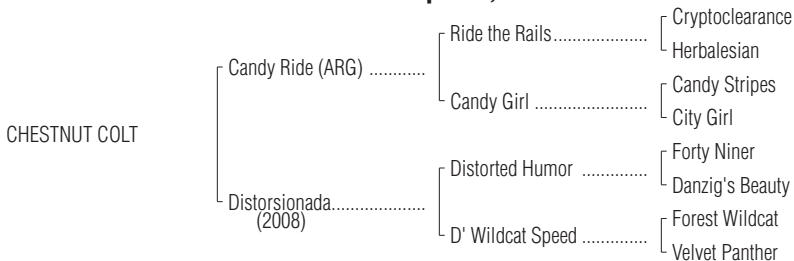 Cryptoclearance
Ride the Rails....................
Herbalesian
Candy Ride (ARG) ............
Candy Stripes
Candy Girl ........................
City Girl
CHESTNUT COLT
Forty Niner
Distorted Humor ..............
Danzig's Beauty
Distorsionada....................
(2008)
Forest Wildcat
D' Wildcat Speed ..............
Velvet Panther